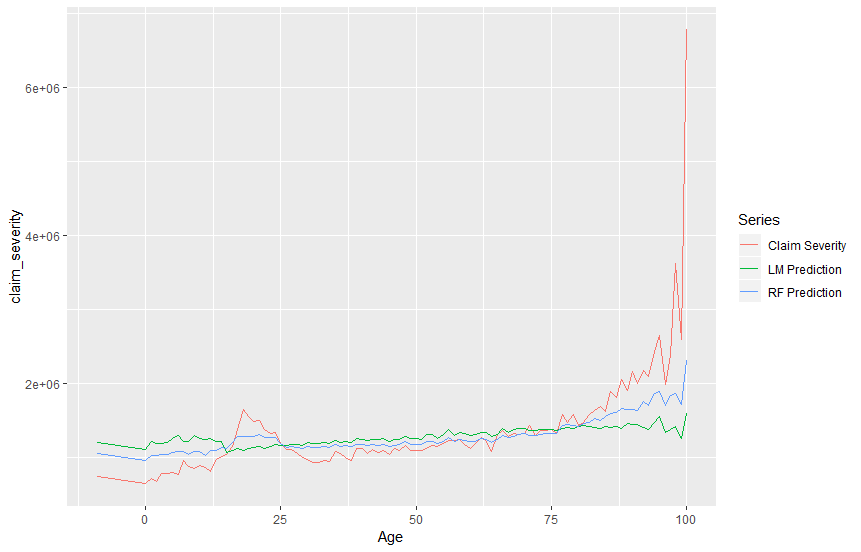 claim_severity
6e+06
4e+06
2e+06
0
25
50
75
100
Age
Series
Claim Severity
LM Prediction
RF Prediction